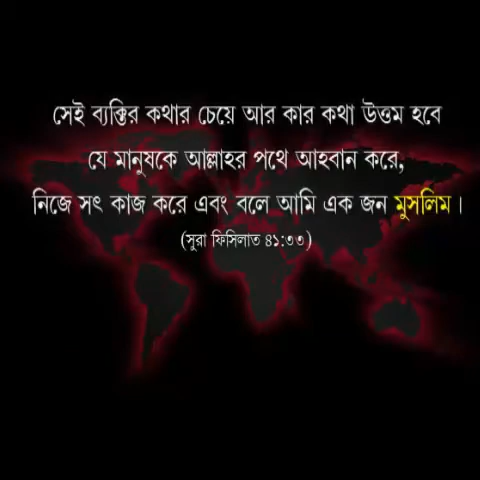 সেই ব্যক্তির কথার চেয়ে আর কার কথা উত্তম হবে
যে মানুষকে আল্লাহর পথে আহবান করে,
নিজে সৎ কাজ করে এবং বলে আমি এক জন মুসলিম।
(সুরা ফিসিলাত ৪১:৩৩)